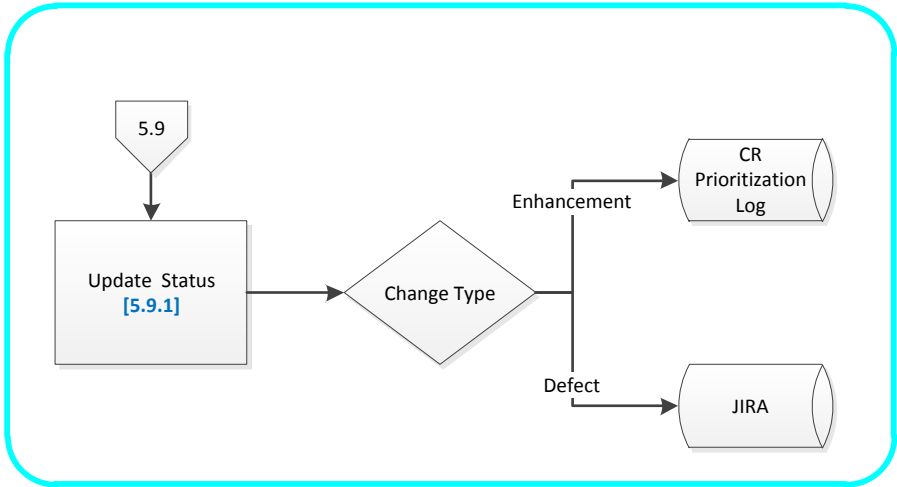 5.9
Update Status
[5.9.1]
Change Type
Enhancement
CR
Prioritization
Log
Defect
JIRA